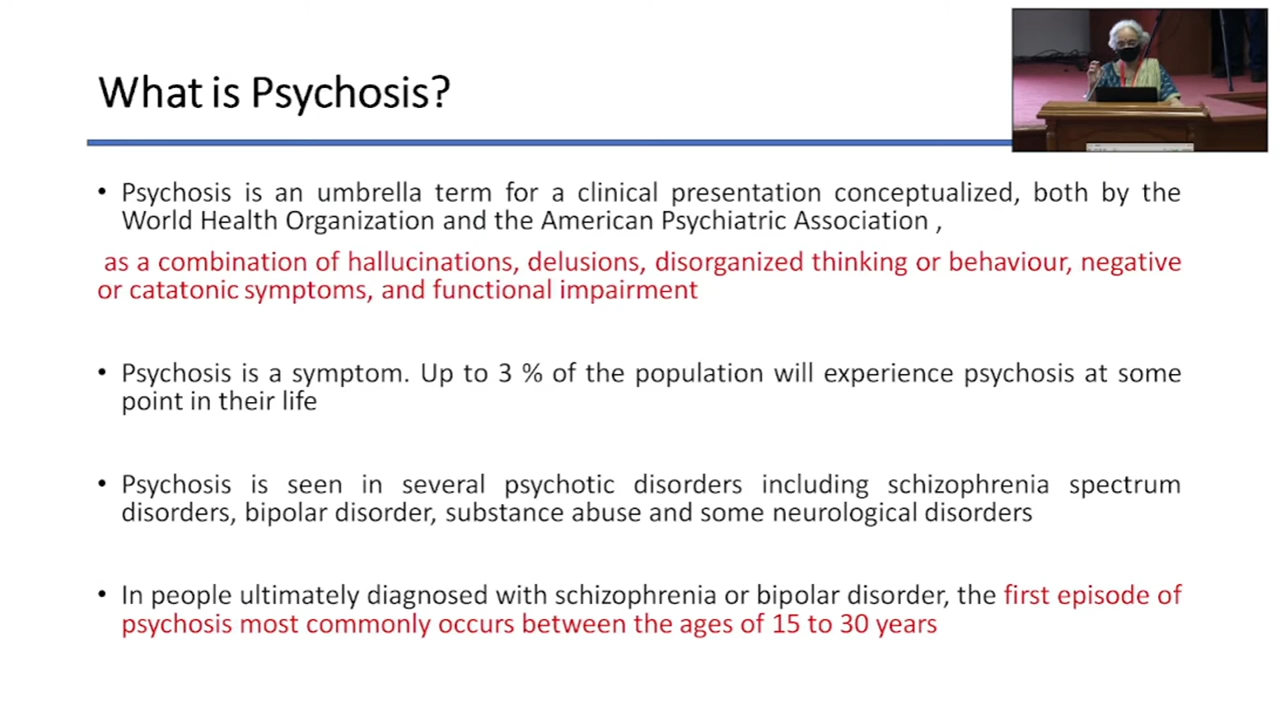 What is Psychosis?
• Psychosis is an umbrella term for a clinical presentation conceptualized, both by the
World Health Organization and the American Psychiatric Association ,
as a combination of hallucinations, delusions, disorganized thinking or behaviour, negative
or catatonic symptoms, and functional impairment
• Psychosis is a symptom. Up to 3 % of the population will experience psychosis at some
point in their life
• Psychosis is seen in several psychotic disorders including schizophrenia spectrum
disorders, bipolar disorder, substance abuse and some neurological disorders
• In people ultimately diagnosed with schizophrenia or bipolar disorder, the first episode of
psychosis most commonly occurs between the ages of 15 to 30 years